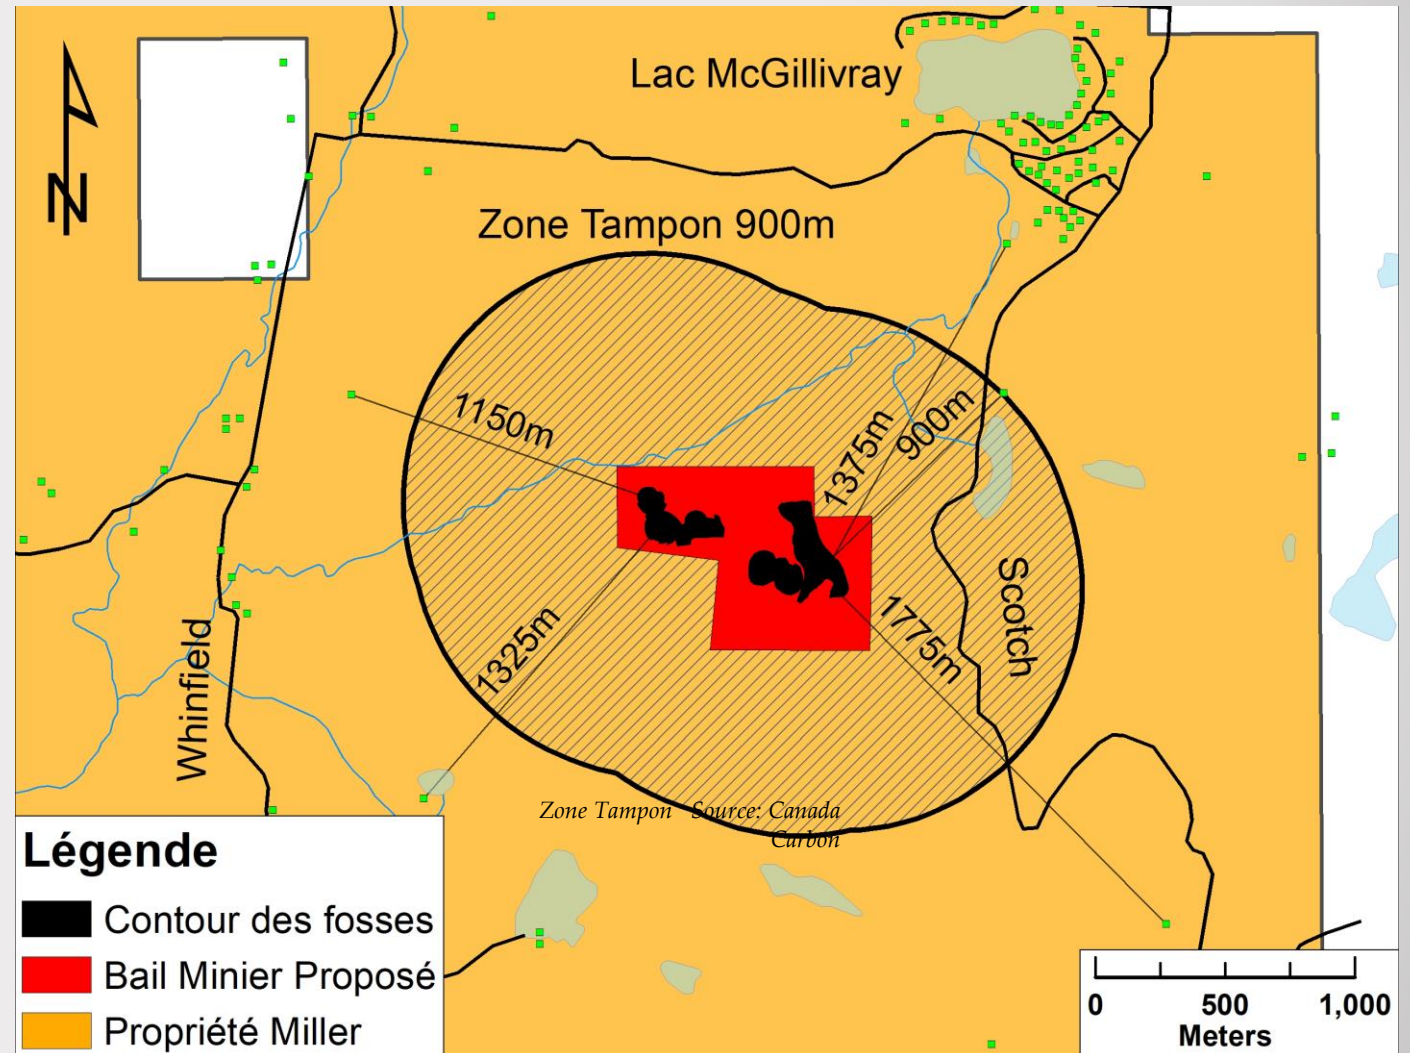 Lac McGillivray
N
Zone Tampon 900m
1150m
1375m
900m
1325m
1775m
Scotch
Whinfield
Zone Tampon Source: Canada
Carbon
Légende
Contour des fosses
Bail Minier Proposé
Propriété Miller
0 500 1,000
Meters